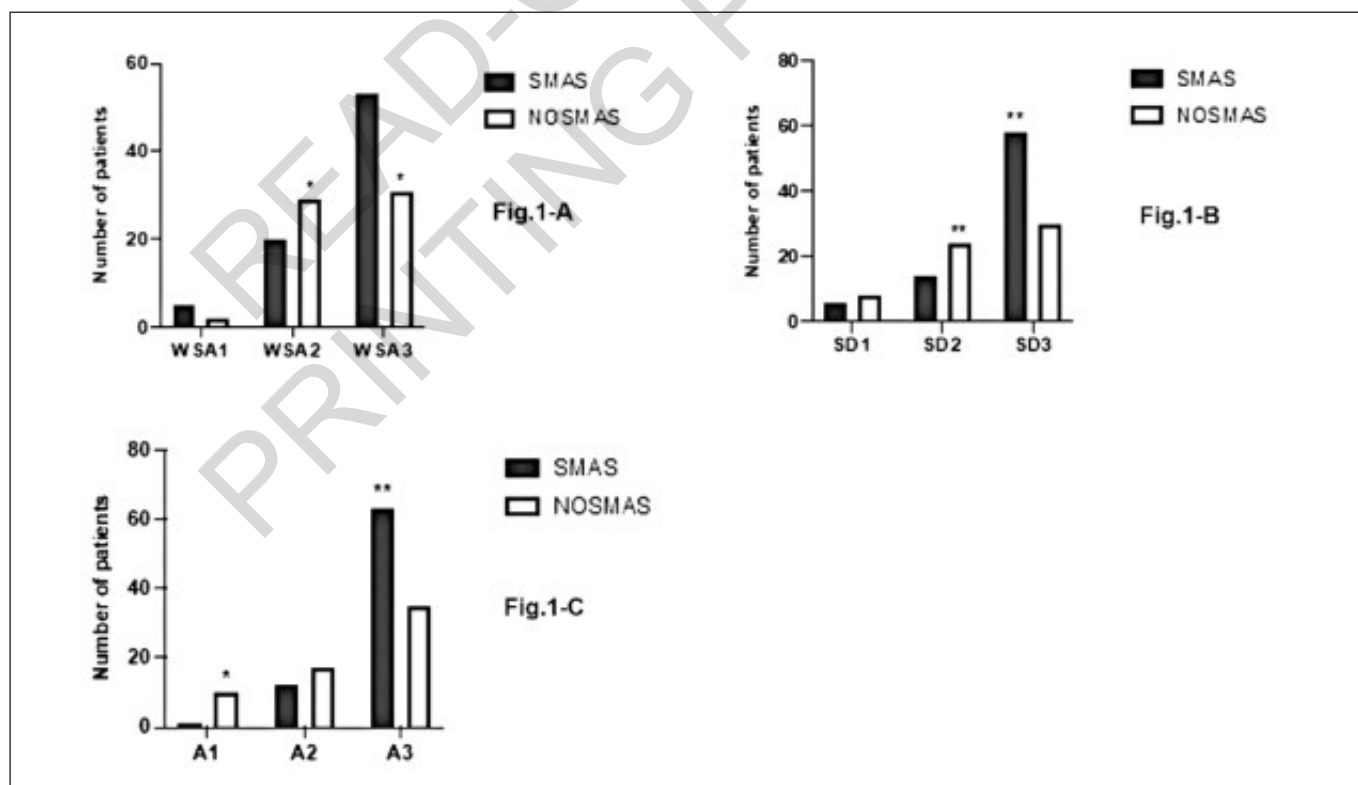 READ-
PRINTING P
60
40
20
0
Number of patients
WSA1 WSA2 WSA3
* *
SMAS
NOSMAS
Fig.1-A
80
60
40
20
0
Number of patients
SD1 SD2 SD3
** **
SMAS
NOSMAS
Fig.1-B
80
60
40
20
0
Number of patients
A1 A2 A3
* **
SMAS
NOSMAS
Fig.1-C